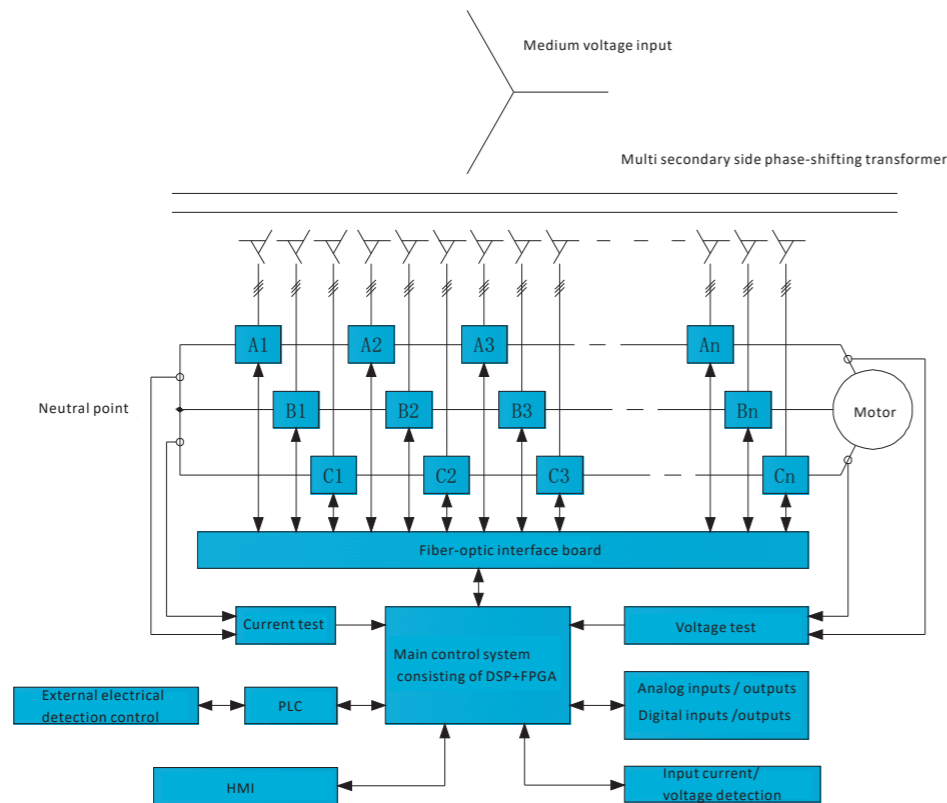 Medium voltage input
Multi secondary side phase-shifting transformer
A1
A2
A3
An
Neutral point
B1
B2
B3
Bn
Motor
C1
C2
C3
Cn
Fiber-optic interface board
Current test
Voltage test
Main control system
consisting of DSP+FPGA
External electrical
detection control
PLC
Analog inputs / outputs
Digital inputs /outputs
HMI
Input current/
voltage detection